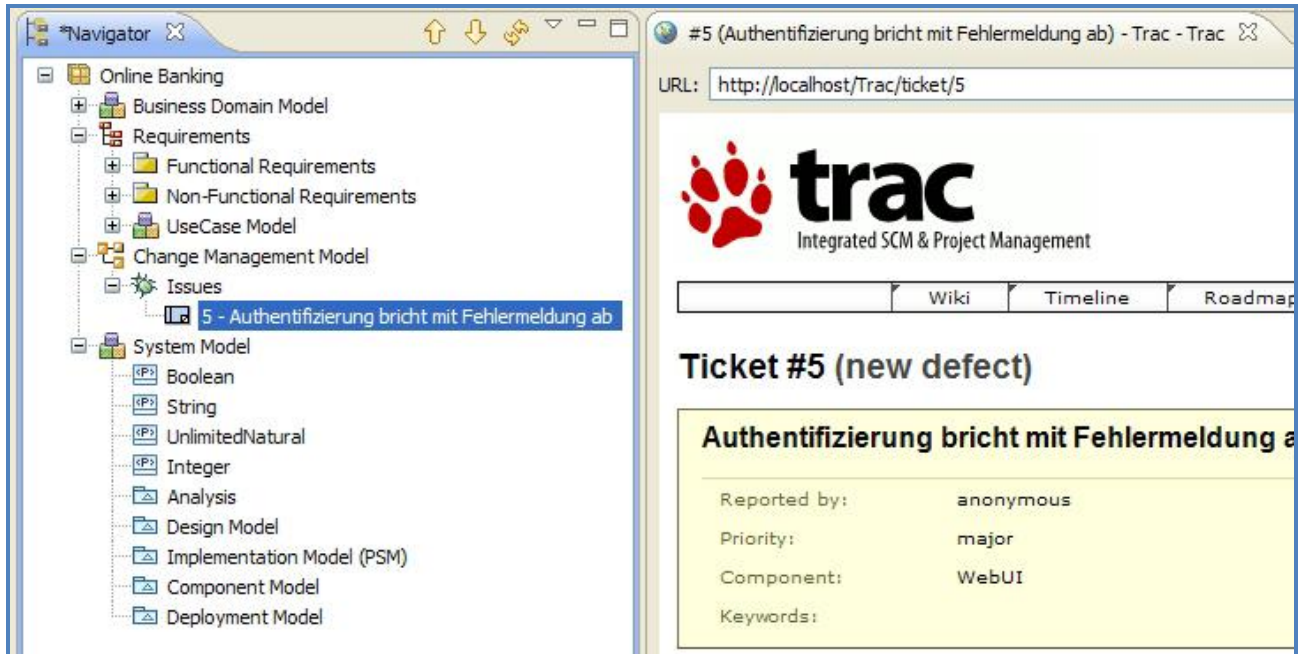 *Navigator
Online Banking
Business Domain Model
Requirements
Functional Requirements
Non-Functional Requirements
UseCase Model
Change Management Model
Issues
5 - Authentifizierung bricht mit Fehlermeldung ab
System Model
<P> Boolean
<P> String
<P> UnlimitedNatural
<P> Integer
Analysis
Design Model
Implementation Model (PSM)
Component Model
Deployment Model
#5 (Authentifizierung bricht mit Fehlermeldung ab) - Trac - Trac
URL: http://localhost/Trac/ticket/5
trac
Integrated SCM & Project Management
Wiki Timeline Roadmap
Ticket #5 (new defect)
Authentifizierung bricht mit Fehlermeldung a
Reported by: anonymous
Priority: major
Component: WebUI
Keywords: